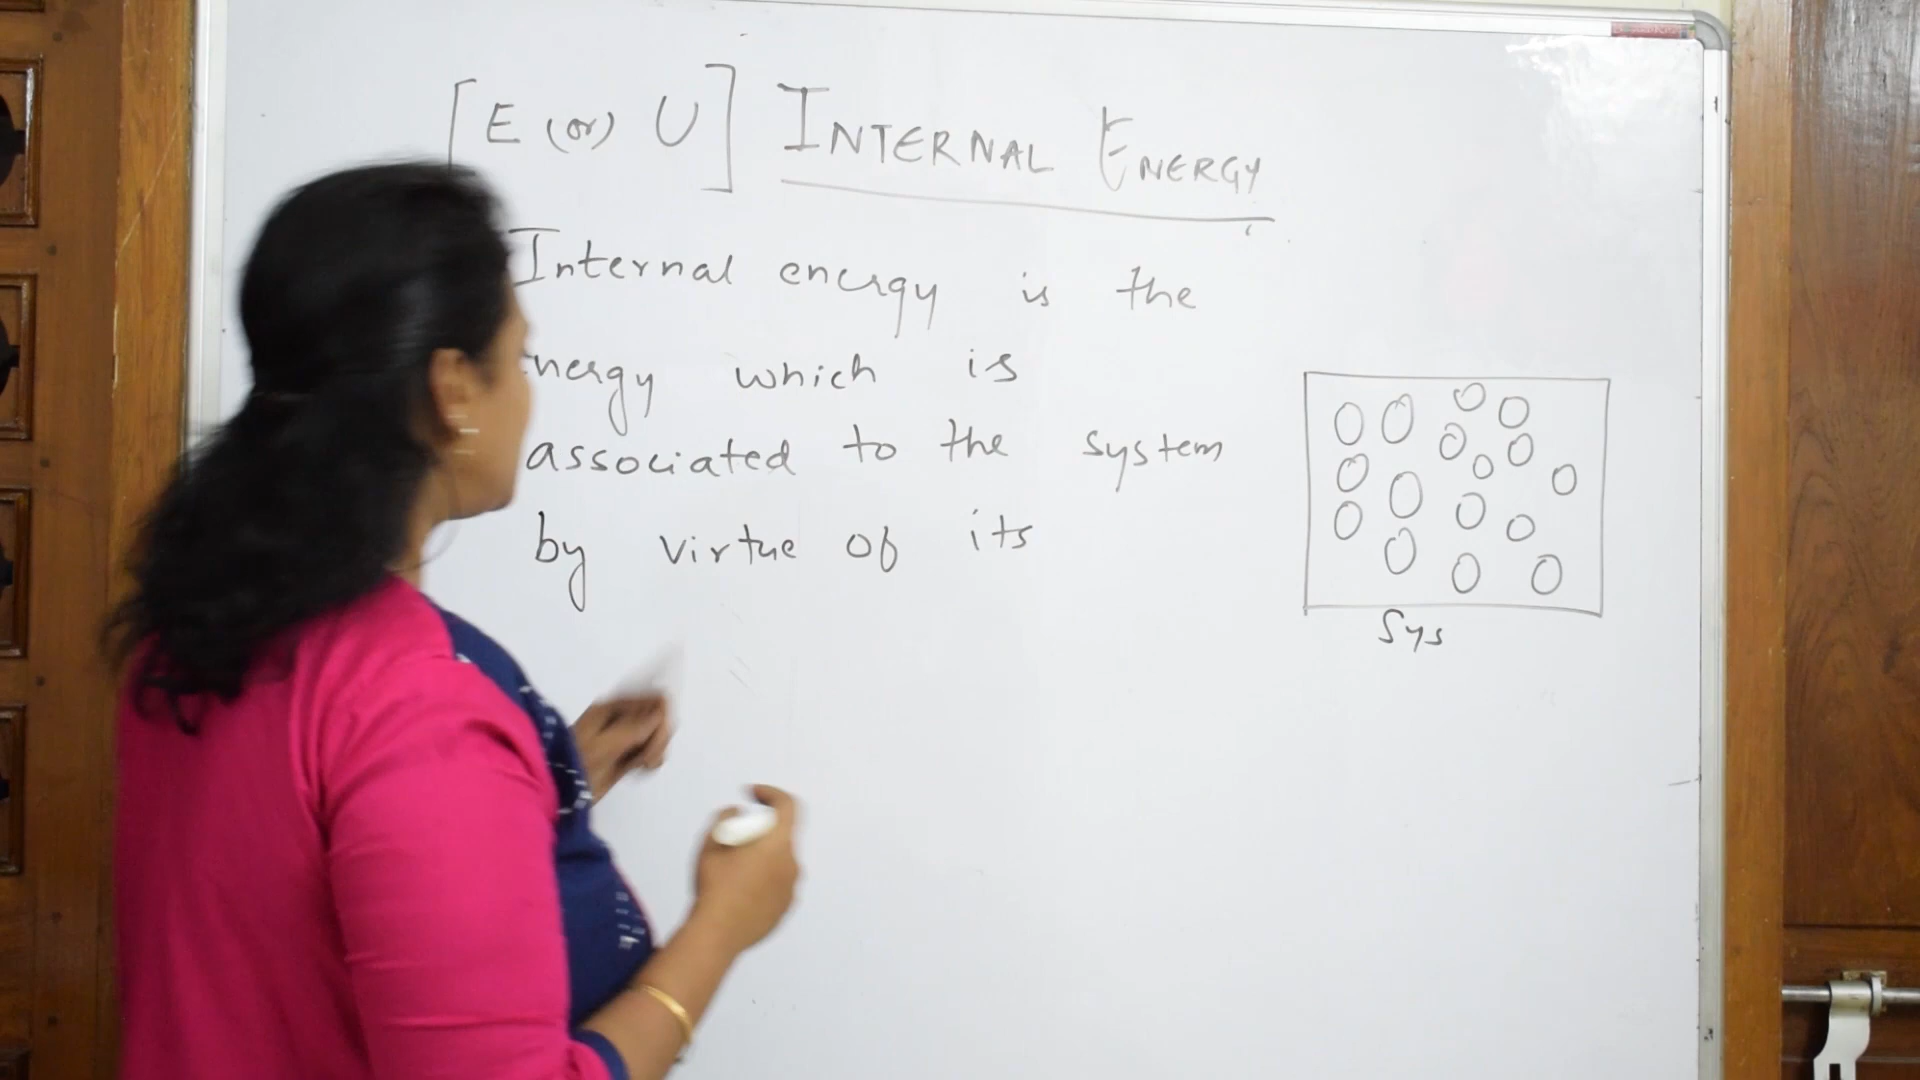 [E (or) U] INTERNAL ENERGY
Internal energy is the
nergy which is
associated to the system
by virtue of its
Sys